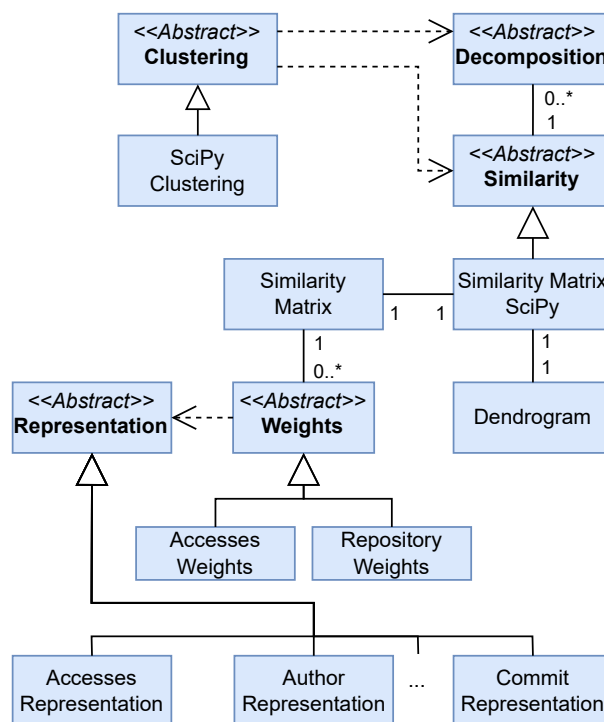 <<Abstract>>
Clustering
<<Abstract>>
Decomposition
0..*
1
SciPy
Clustering
<<Abstract>>
Similarity
Similarity
Matrix
1
1
Similarity Matrix
SciPy
1
0..*
1
1
<<Abstract>>
Representation
<<Abstract>>
Weights
Dendrogram
Accesses
Weights
Repository
Weights
Accesses
Representation
Author
Representation
...
Commit
Representation